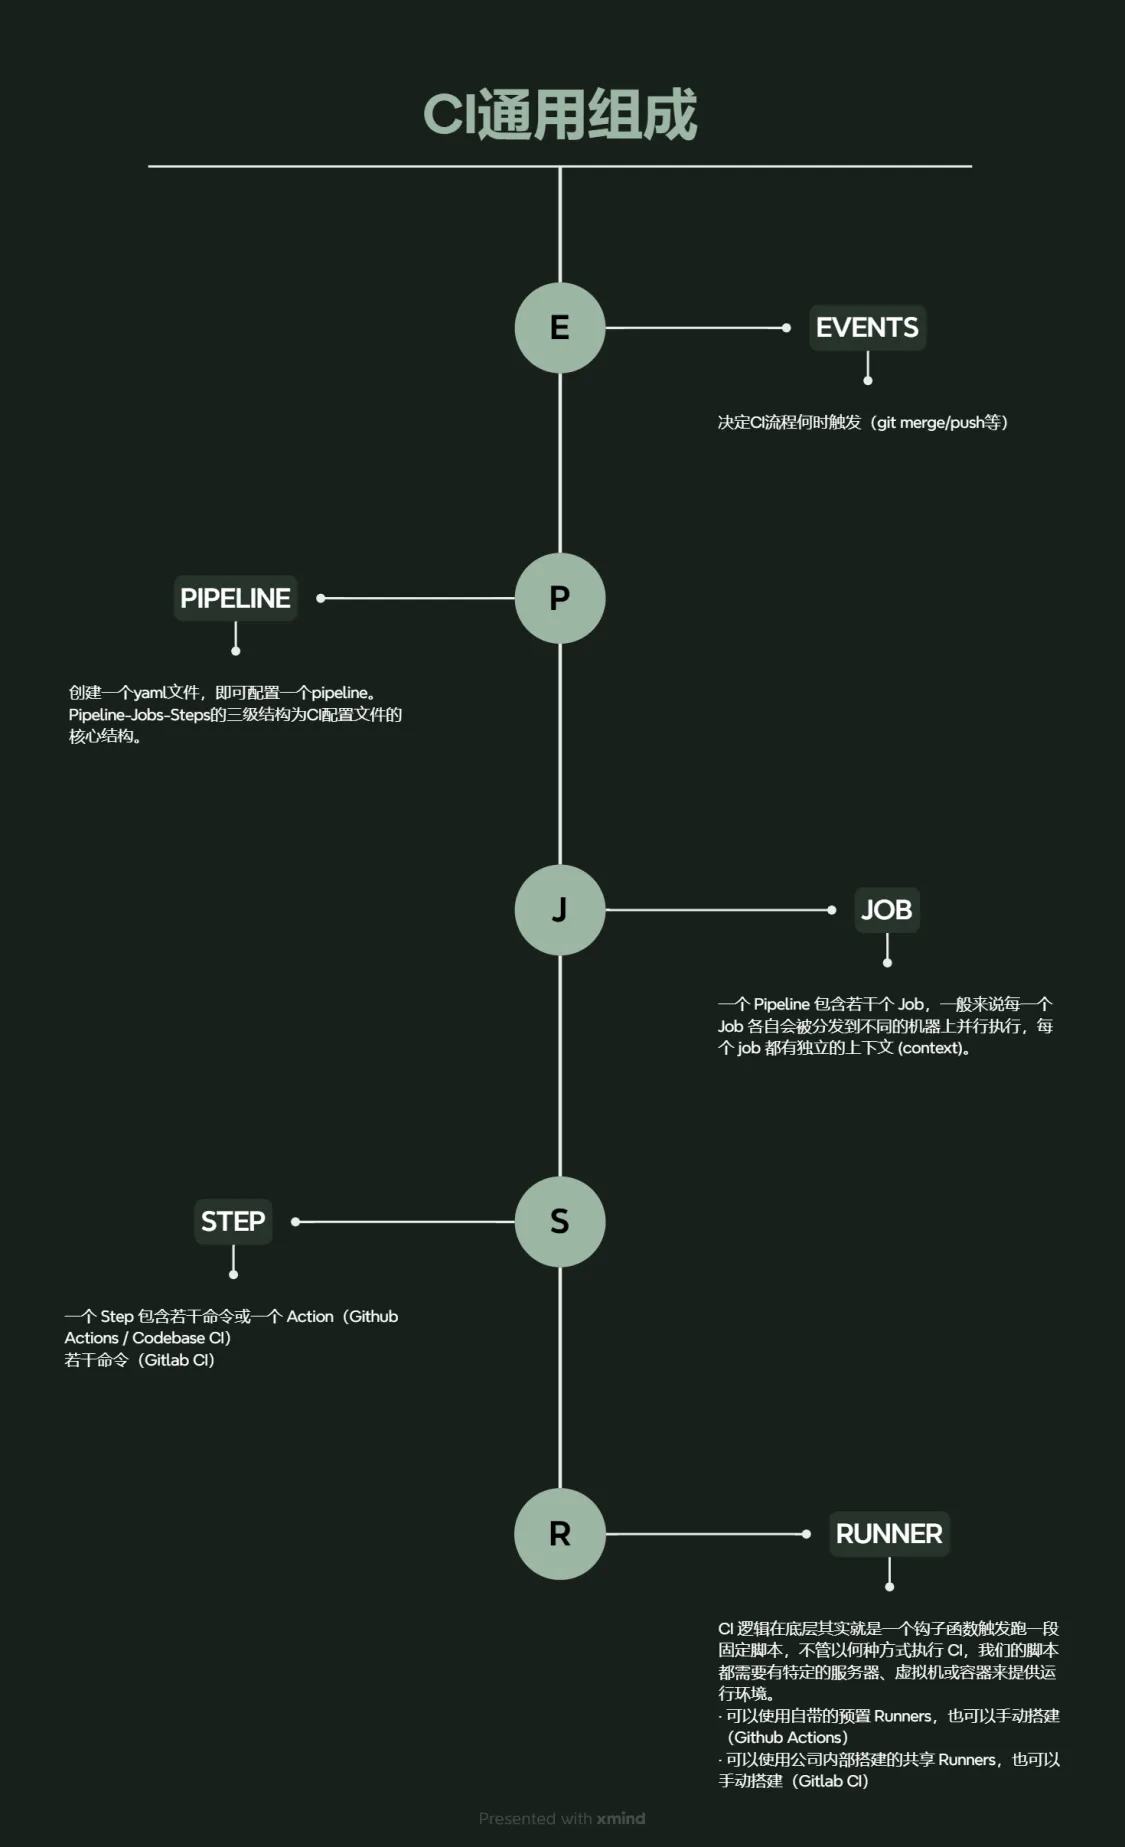 CI通用组成
E
EVENTS
决定CI流程何时触发（git merge/push等）
P
PIPELINE
创建一个yaml文件，即可配置一个pipeline。
Pipeline-Jobs-Steps的三级结构为CI配置文件的
核心结构。
J
JOB
一个 Pipeline 包含若干个 Job，一般来说每一个
Job 各自会被分发到不同的机器上并行执行，每
个 job 都有独立的上下文 (context)。
S
STEP
一个 Step 包含若干命令或一个 Action（Github
Actions / Codebase CI）
若干命令（Gitlab CI）
R
RUNNER
CI 逻辑在底层其实就是一个钩子函数触发跑一段
固定脚本，不管以何种方式执行 CI，我们的脚本
都需要有特定的服务器、虚拟机或容器来提供运
行环境。
· 可以使用自带的预置 Runners，也可以手动搭建
（Github Actions）
· 可以使用公司内部搭建的共享 Runners，也可以
手动搭建（Gitlab CI）
Presented with xmind